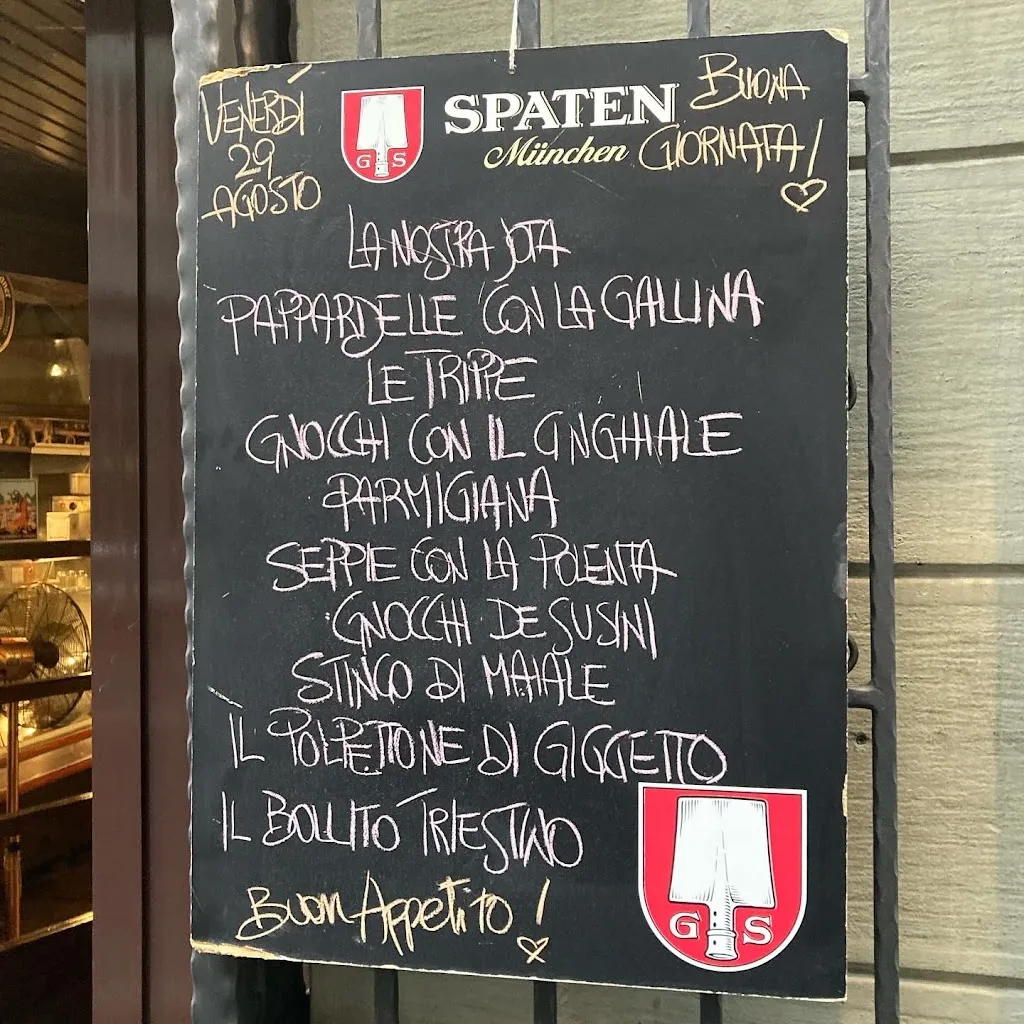 VENERDÍ
29
AGOSTO
G S
SPATEN
München
BUONA
GIORNATA!
LA NOSTRA JOTA
PAPPARDELLE CON LA GALLINA
LE TRIPPE
GNOCCHI CON IL CINGHIALE
PARMIGIANA
SEPPIE CON LA POLENTA
GNOCCHI DE SUSINI
STINCO DI MAIALE
IL POLPETTONE DI GIGGETTO
IL BOLLITO TRIESTINO
BUON APPETITO!
G S